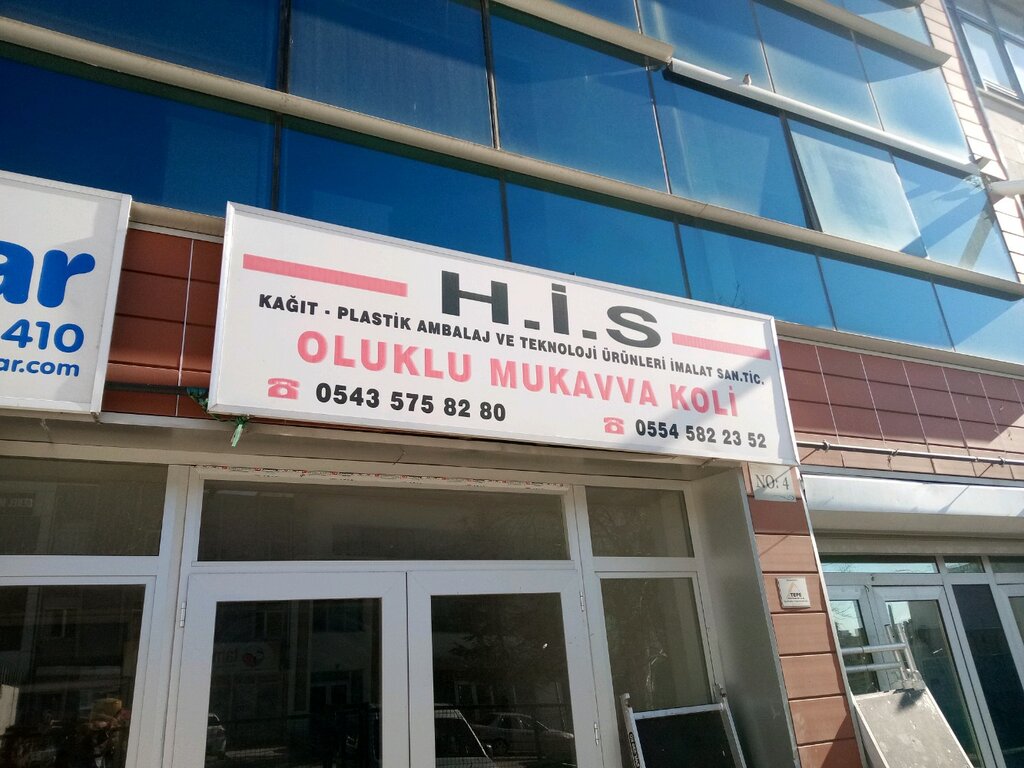 ar
410
ar.com
H.İ.S
KAĞIT - PLASTİK AMBALAJ VE TEKNOLOJİ ÜRÜNLERİ İMALAT SAN.TİC.
OLUKLU MUKAVVA KOLİ
☎ 0543 575 82 80
☎ 0554 582 23 52
NO: 4
TEPE